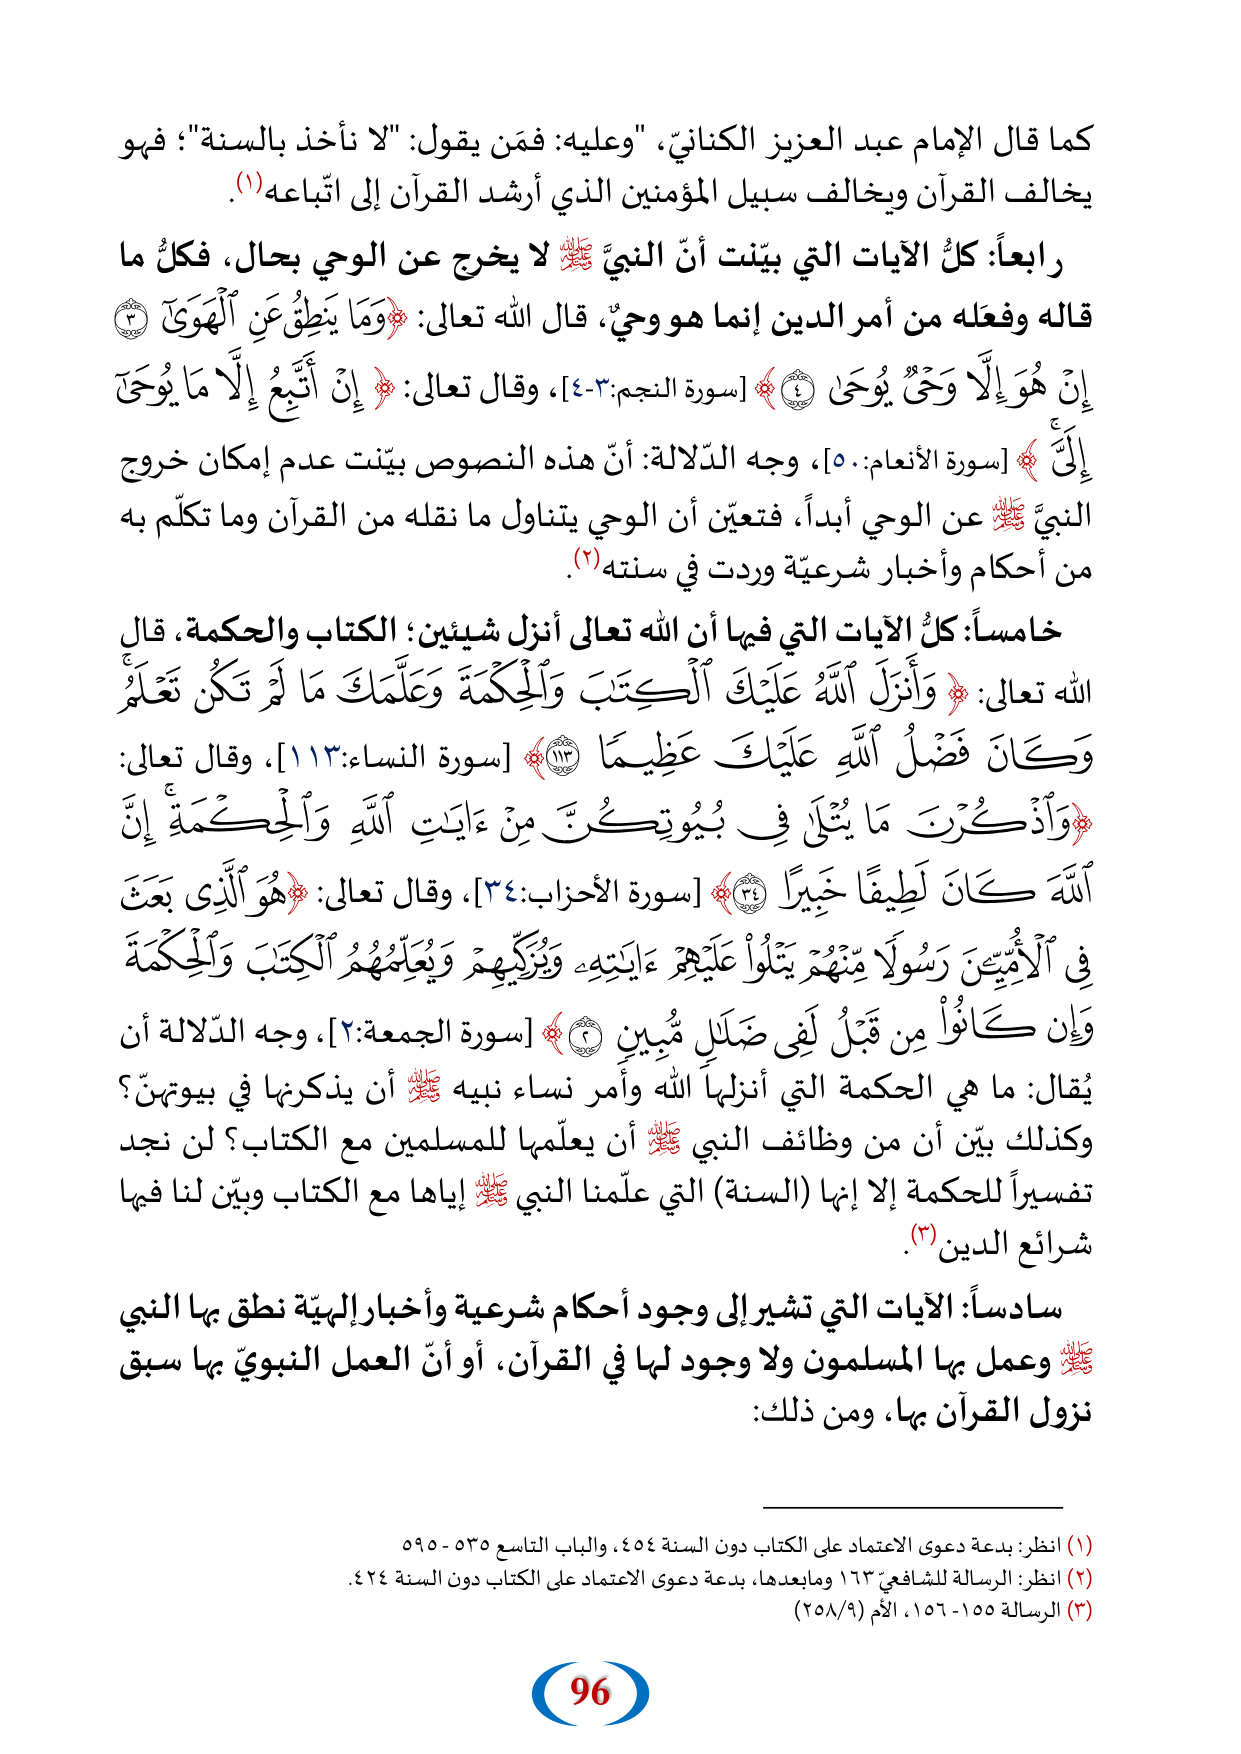 كما قال الإمام عبد العزيز الكنانيّ، "وعليه: فمَن يقول: "لا نأخذ بالسنة"؛ فهو
يخالف القرآن ويخالف سبيل المؤمنين الذي أرشد القرآن إلى اتّباعه(١).
رابعاً: كلُّ الآيات التي بيّنت أنّ النبيَّ ﷺ لا يخرج عن الوحي بحال، فكلُّ ما
قاله وفعَله من أمر الدين إنما هو وحيٌ، قال الله تعالى: ﴿وَمَا يَنطِقُ عَنِ ٱلۡهَوَىٰٓ ٣
إِنۡ هُوَ إِلَّا وَحۡيٞ يُوحَىٰ ٤﴾ [سورة النجم:٣-٤]، وقال تعالى: ﴿ إِنۡ أَتَّبِعُ إِلَّا مَا يُوحَىٰٓ
إِلَيَّۚ ﴾ [سورة الأنعام:٥٠]، وجه الدّلالة: أنّ هذه النصوص بيّنت عدم إمكان خروج
النبيَّ ﷺ عن الوحي أبداً، فتعيّن أن الوحي يتناول ما نقله من القرآن وما تكلّم به
من أحكام وأخبار شرعيّة وردت في سنته(٢).
خامساً: كلُّ الآيات التي فيها أن الله تعالى أنزل شيئين؛ الكتاب والحكمة، قال
الله تعالى: ﴿ وَأَنزَلَ ٱللَّهُ عَلَيۡكَ ٱلۡكِتَٰبَ وَٱلۡحِكۡمَةَ وَعَلَّمَكَ مَا لَمۡ تَكُن تَعۡلَمُۚ
وَكَانَ فَضۡلُ ٱللَّهِ عَلَيۡكَ عَظِيمٗا ١١٣﴾ [سورة النساء:١١٣]، وقال تعالى:
﴿وَٱذۡكُرۡنَ مَا يُتۡلَىٰ فِي بُيُوتِكُنَّ مِنۡ ءَايَٰتِ ٱللَّهِ وَٱلۡحِكۡمَةِۚ إِنَّ
ٱللَّهَ كَانَ لَطِيفًا خَبِيرًا ٣٤﴾ [سورة الأحزاب:٣٤]، وقال تعالى: ﴿هُوَ ٱلَّذِي بَعَثَ
فِي ٱلۡأُمِّيِّـۧنَ رَسُولٗا مِّنۡهُمۡ يَتۡلُواْ عَلَيۡهِمۡ ءَايَٰتِهِۦ وَيُزَكِّيهِمۡ وَيُعَلِّمُهُمُ ٱلۡكِتَٰبَ وَٱلۡحِكۡمَةَ
وَإِن كَانُواْ مِن قَبۡلُ لَفِي ضَلَٰلٖ مُّبِينٖ ٢﴾ [سورة الجمعة:٢]، وجه الدّلالة أن
يُقال: ما هي الحكمة التي أنزلها الله وأمر نساء نبيه ﷺ أن يذكرنها في بيوتهنّ؟
وكذلك بيّن أن من وظائف النبي ﷺ أن يعلّمها للمسلمين مع الكتاب؟ لن نجد
تفسيراً للحكمة إلا إنها (السنة) التي علّمنا النبي ﷺ إياها مع الكتاب وبيّن لنا فيها
شرائع الدين(٣).
سادساً: الآيات التي تشير إلى وجود أحكام شرعية وأخبار إلهيّة نطق بها النبي
ﷺ وعمل بها المسلمون ولا وجود لها في القرآن، أو أنّ العمل النبويّ بها سبق
نزول القرآن بها، ومن ذلك:
(١) انظر: بدعة دعوى الاعتماد على الكتاب دون السنة ٤٥٤، والباب التاسع ٥٣٥ - ٥٩٥
(٢) انظر: الرسالة للشافعيّ ١٦٣ ومابعدها، بدعة دعوى الاعتماد على الكتاب دون السنة ٤٢٤.
(٣) الرسالة ١٥٥- ١٥٦، الأم (٢٥٨/٩)
96